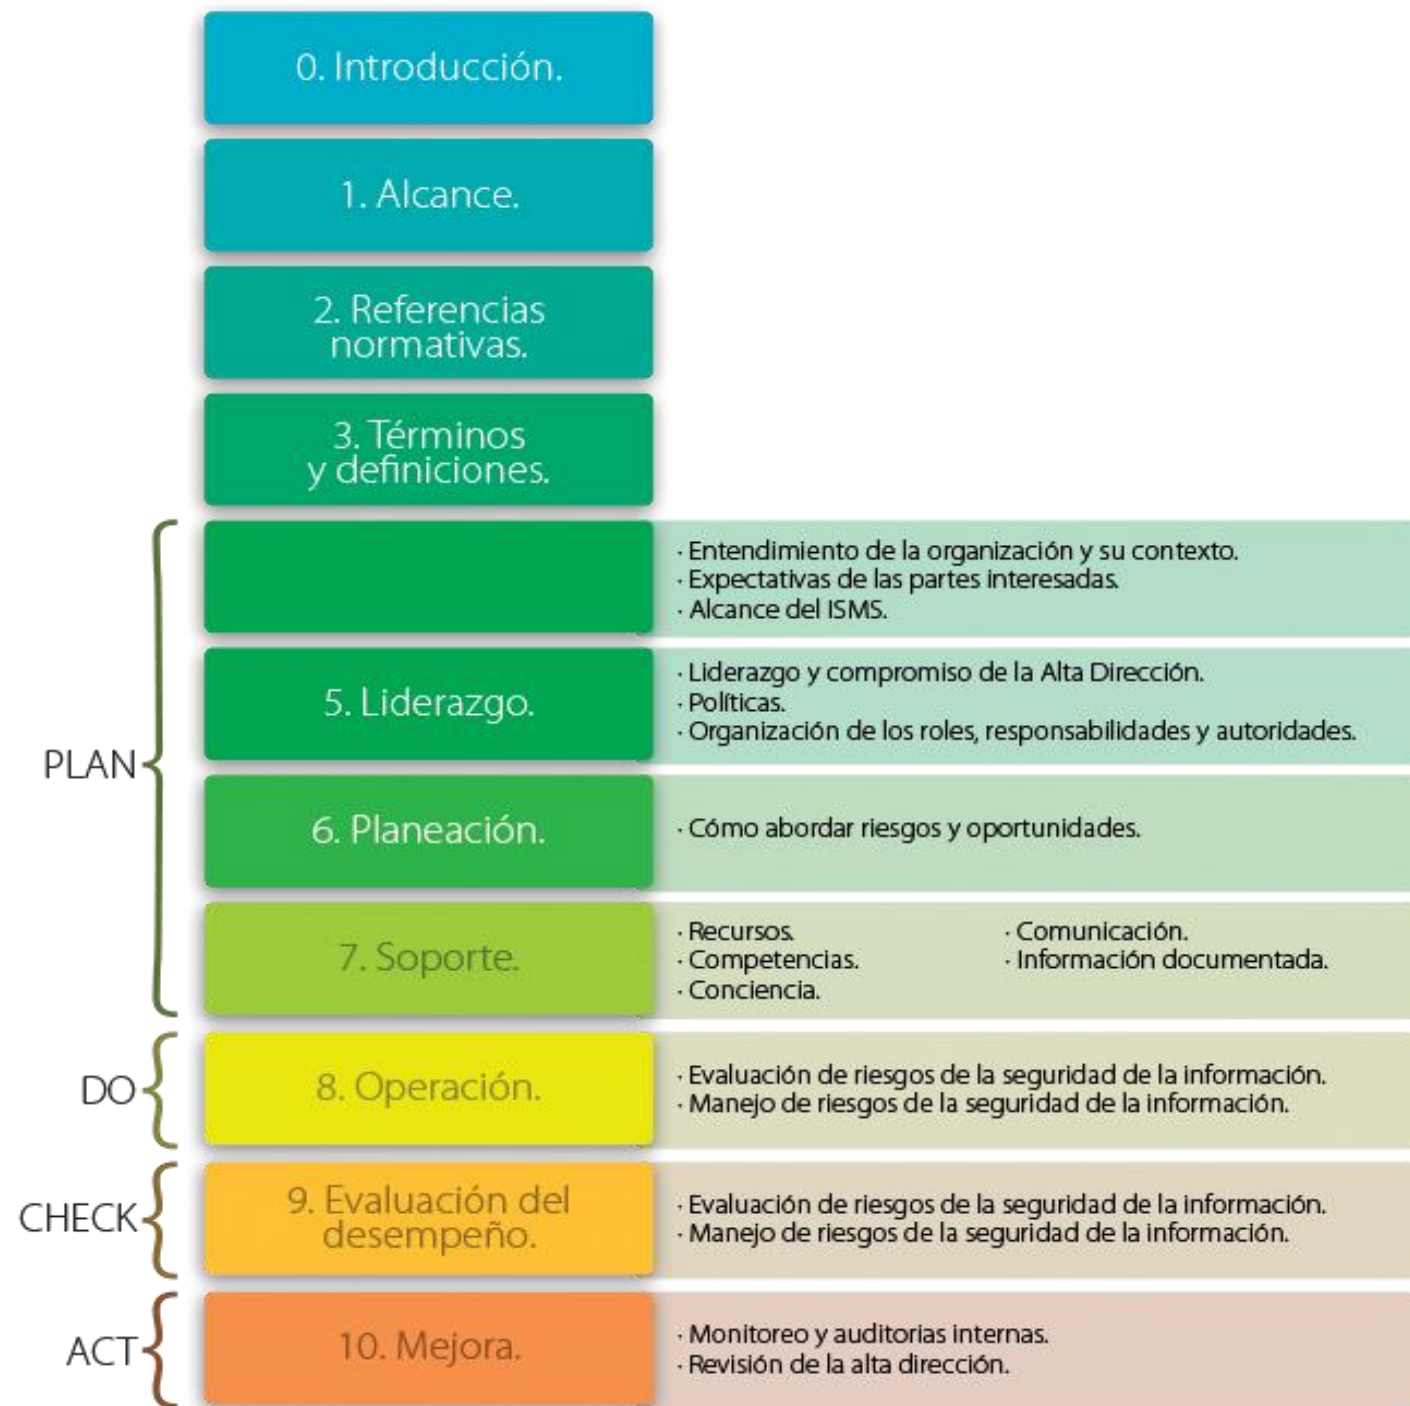 0. Introducción.
1. Alcance.
2. Referencias
normativas.
3. Términos
y definiciones.
· Entendimiento de la organización y su contexto.
· Expectativas de las partes interesadas.
· Alcance del ISMS.
PLAN
5. Liderazgo.
· Liderazgo y compromiso de la Alta Dirección.
· Políticas.
· Organización de los roles, responsabilidades y autoridades.
6. Planeación.
· Cómo abordar riesgos y oportunidades.
7. Soporte.
· Recursos.
· Competencias.
· Conciencia.
· Comunicación.
· Información documentada.
DO
8. Operación.
· Evaluación de riesgos de la seguridad de la información.
· Manejo de riesgos de la seguridad de la información.
CHECK
9. Evaluación del
desempeño.
· Evaluación de riesgos de la seguridad de la información.
· Manejo de riesgos de la seguridad de la información.
ACT
10. Mejora.
· Monitoreo y auditorias internas.
· Revisión de la alta dirección.